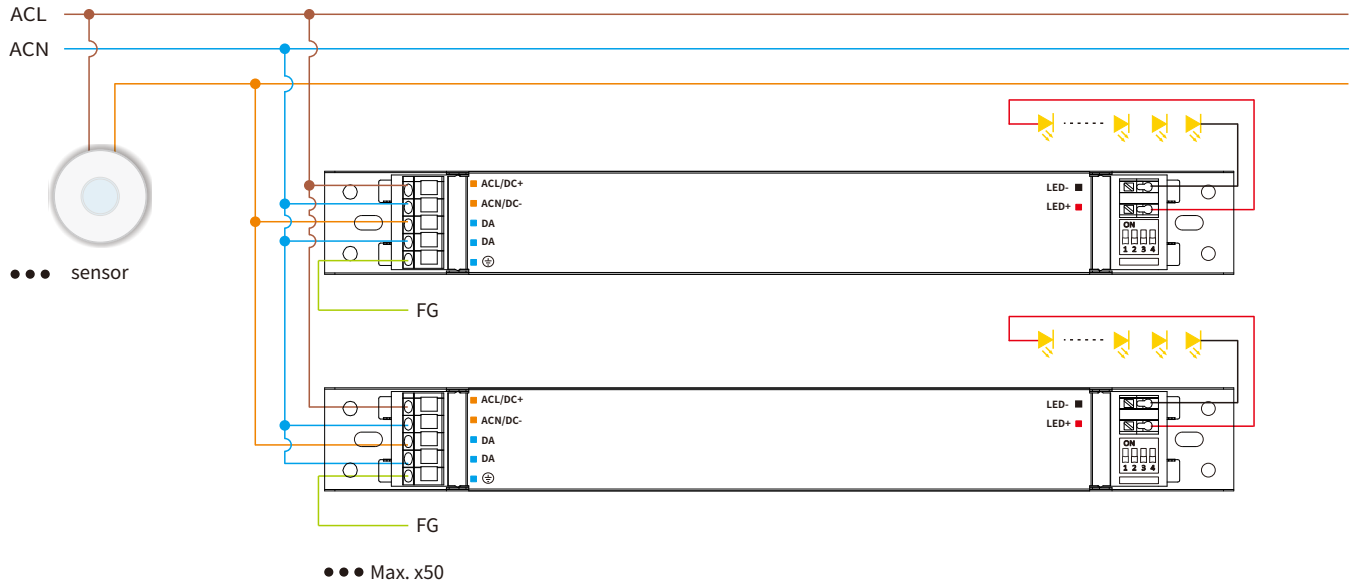 ACL
ACN
sensor
ACL/DC+
ACN/DC-
DA
DA
LED-
LED+
ON
1 2 3 4
FG
ACL/DC+
ACN/DC-
DA
DA
LED-
LED+
ON
1 2 3 4
FG
Max. x50